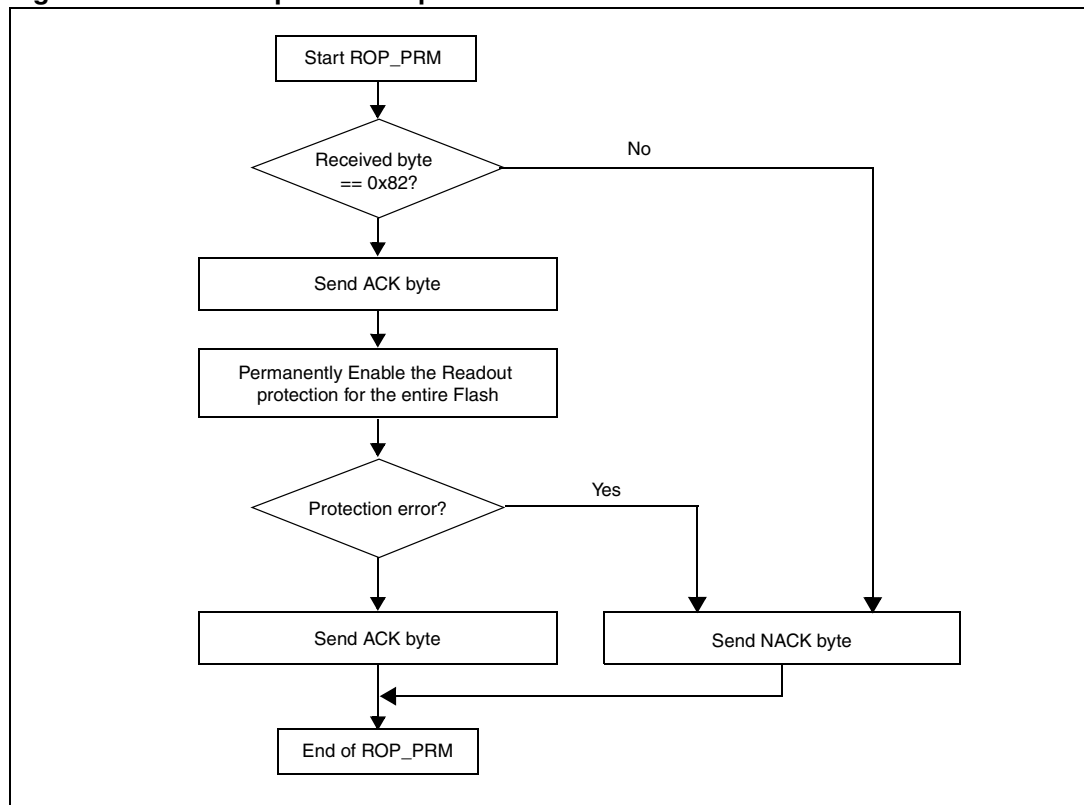 Start ROP_PRM
Received byte
== 0x82?
No
Send ACK byte
Permanently Enable the Readout
protection for the entire Flash
Protection error?
Yes
Send ACK byte
Send NACK byte
End of ROP_PRM